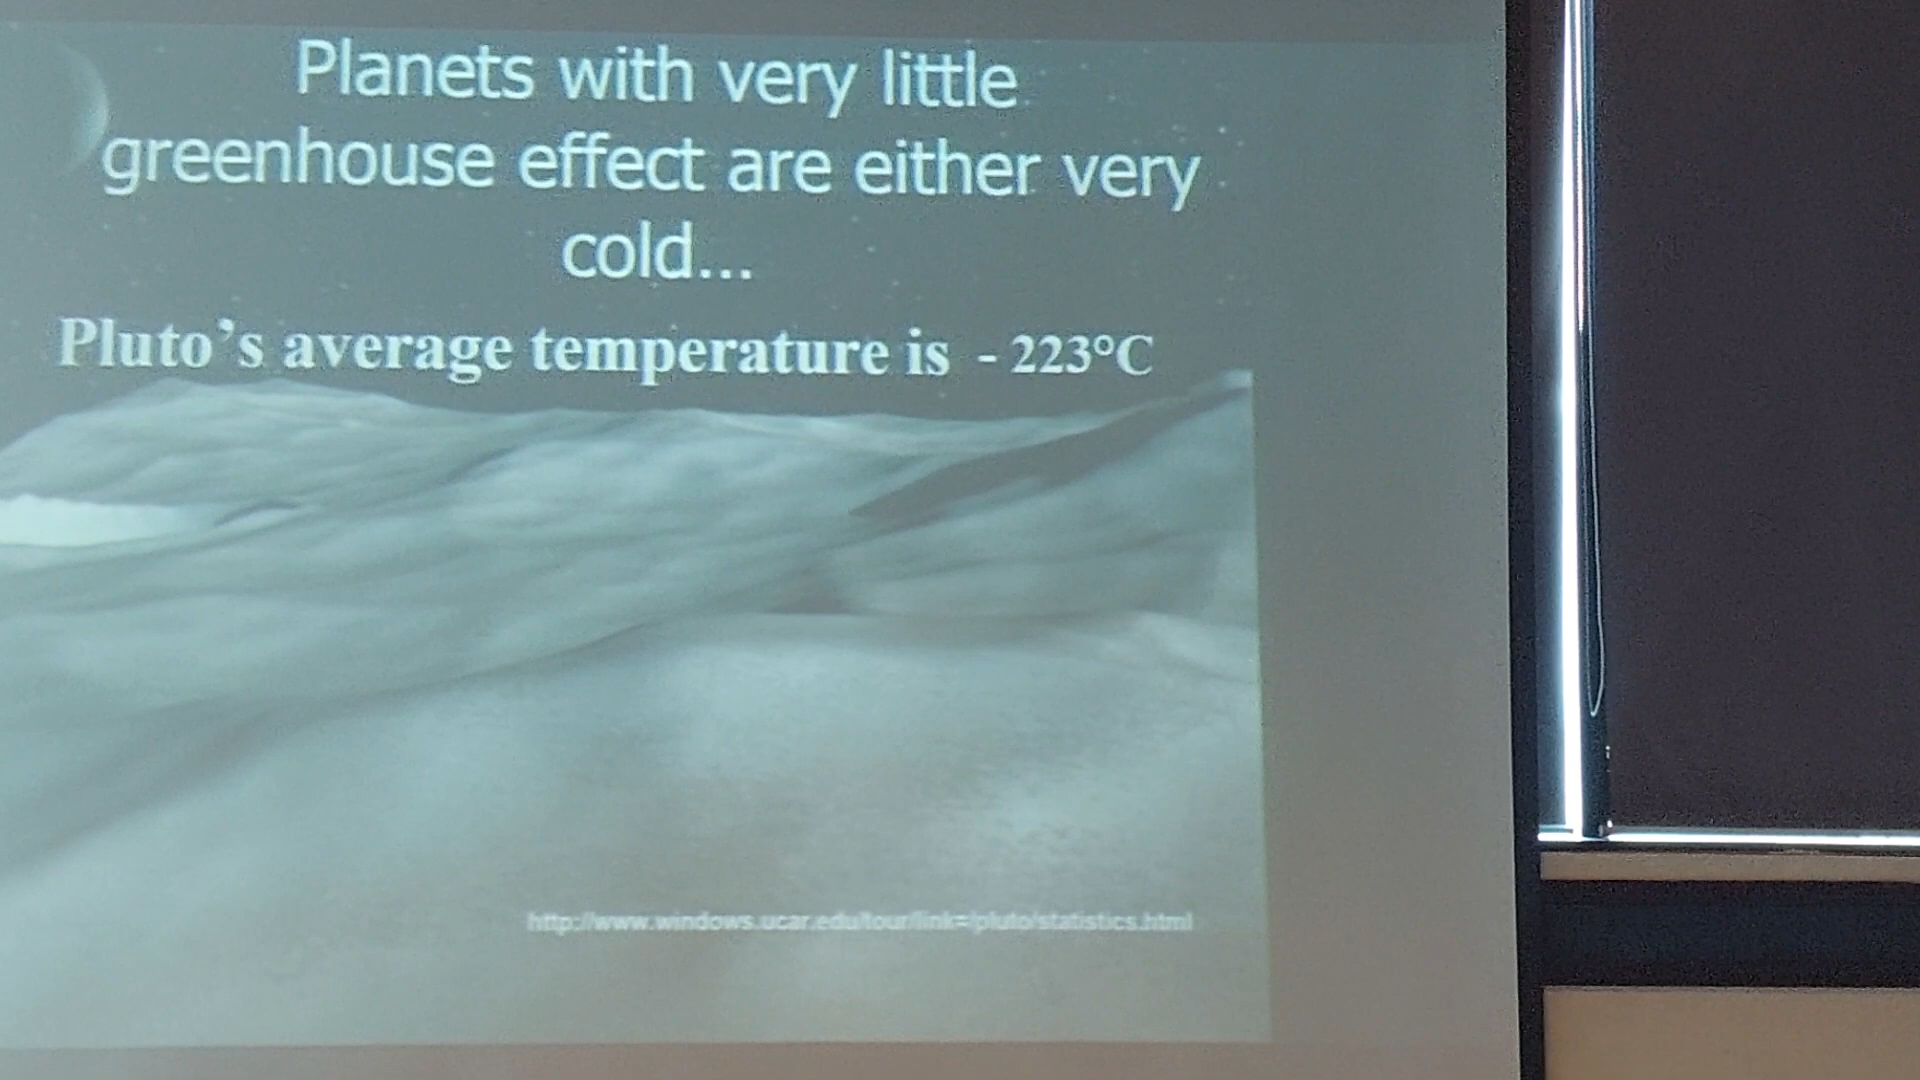 Planets with very little
greenhouse effect are either very
cold...
Pluto's average temperature is - 223°C
http://www.windows.ucar.edu/tour/link=/pluto/statistics.html